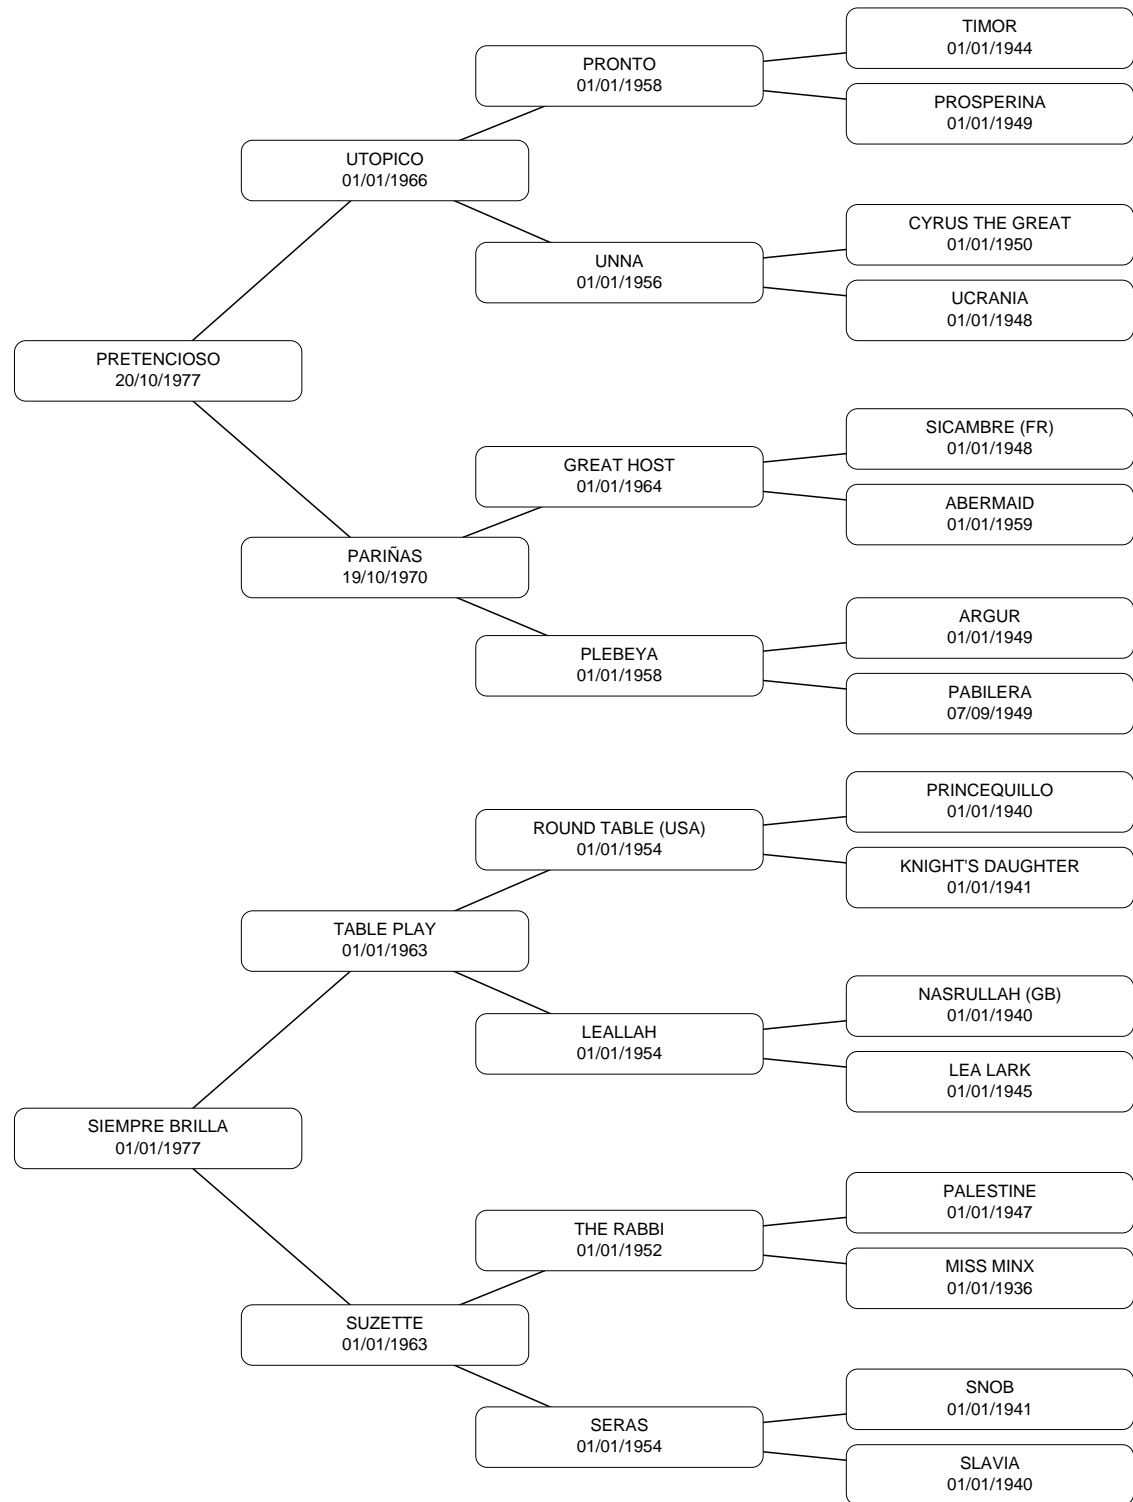 TIMOR
01/01/1944
PRONTO
01/01/1958
PROSPERINA
01/01/1949
UTOPICO
01/01/1966
CYRUS THE GREAT
01/01/1950
UNNA
01/01/1956
UCRANIA
01/01/1948
PRETENCIOSO
20/10/1977
SICAMBRE (FR)
01/01/1948
GREAT HOST
01/01/1964
ABERMAID
01/01/1959
PARIÑAS
19/10/1970
ARGUR
01/01/1949
PLEBEYA
01/01/1958
PABILERA
07/09/1949
PRINCEQUILLO
01/01/1940
ROUND TABLE (USA)
01/01/1954
KNIGHT'S DAUGHTER
01/01/1941
TABLE PLAY
01/01/1963
NASRULLAH (GB)
01/01/1940
LEALLAH
01/01/1954
LEA LARK
01/01/1945
SIEMPRE BRILLA
01/01/1977
PALESTINE
01/01/1947
THE RABBI
01/01/1952
MISS MINX
01/01/1936
SUZETTE
01/01/1963
SNOB
01/01/1941
SERAS
01/01/1954
SLAVIA
01/01/1940